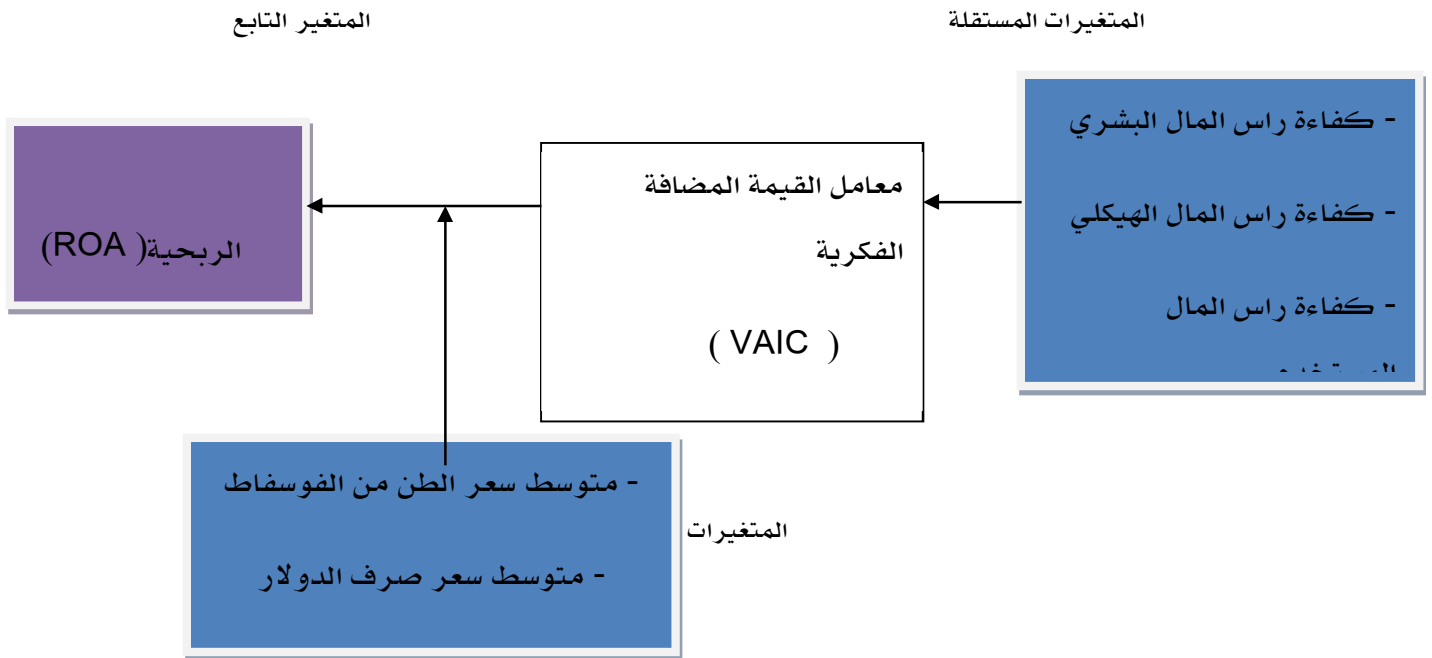 المتغيرات المستقلة
المتغير التابع
- كفاءة راس المال البشري
- كفاءة راس المال الهيكلي
- كفاءة راس المال
معامل القيمة المضافة
الفكرية
( VAIC )
الربحية( ROA)
- متوسط سعر الطن من الفوسفاط
- متوسط سعر صرف الدولار
المتغيرات